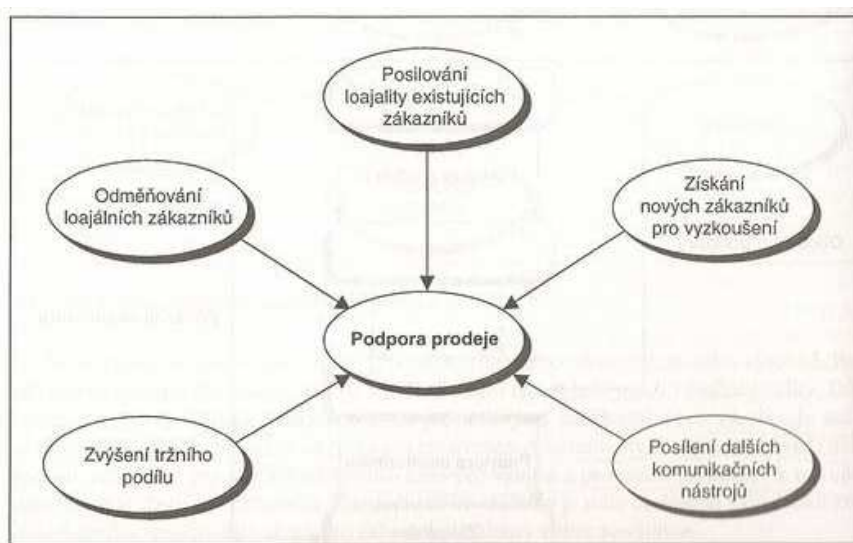 Posilování
loajality existujících
zákazníků
Odměňování
loajálních zákazníků
Získání
nových zákazníků
pro vyzkoušení
Podpora prodeje
Zvýšení tržního
podílu
Posílení dalších
komunikačních
nástrojů